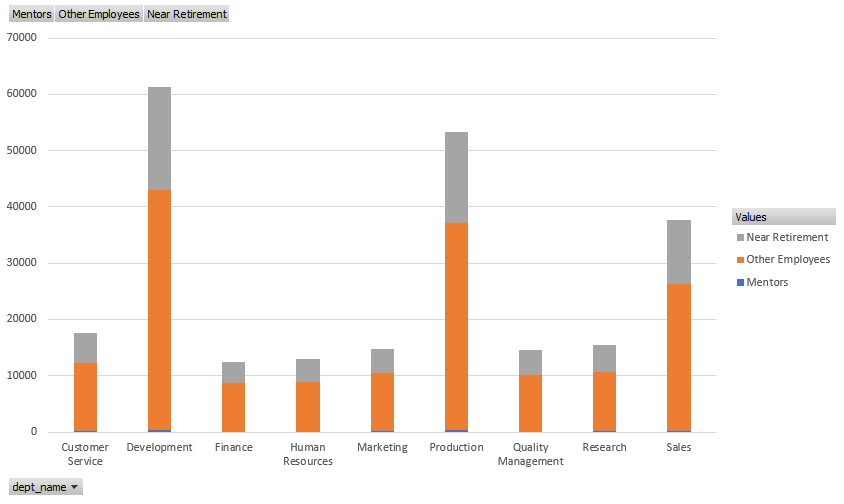 Mentors Other Employees Near Retirement
70000
60000
50000
40000
30000
20000
10000
0
Customer
Service
Development
Finance
Human
Resources
Marketing
Production
Quality
Management
Research
Sales
Values
Near Retirement
Other Employees
Mentors
dept_name